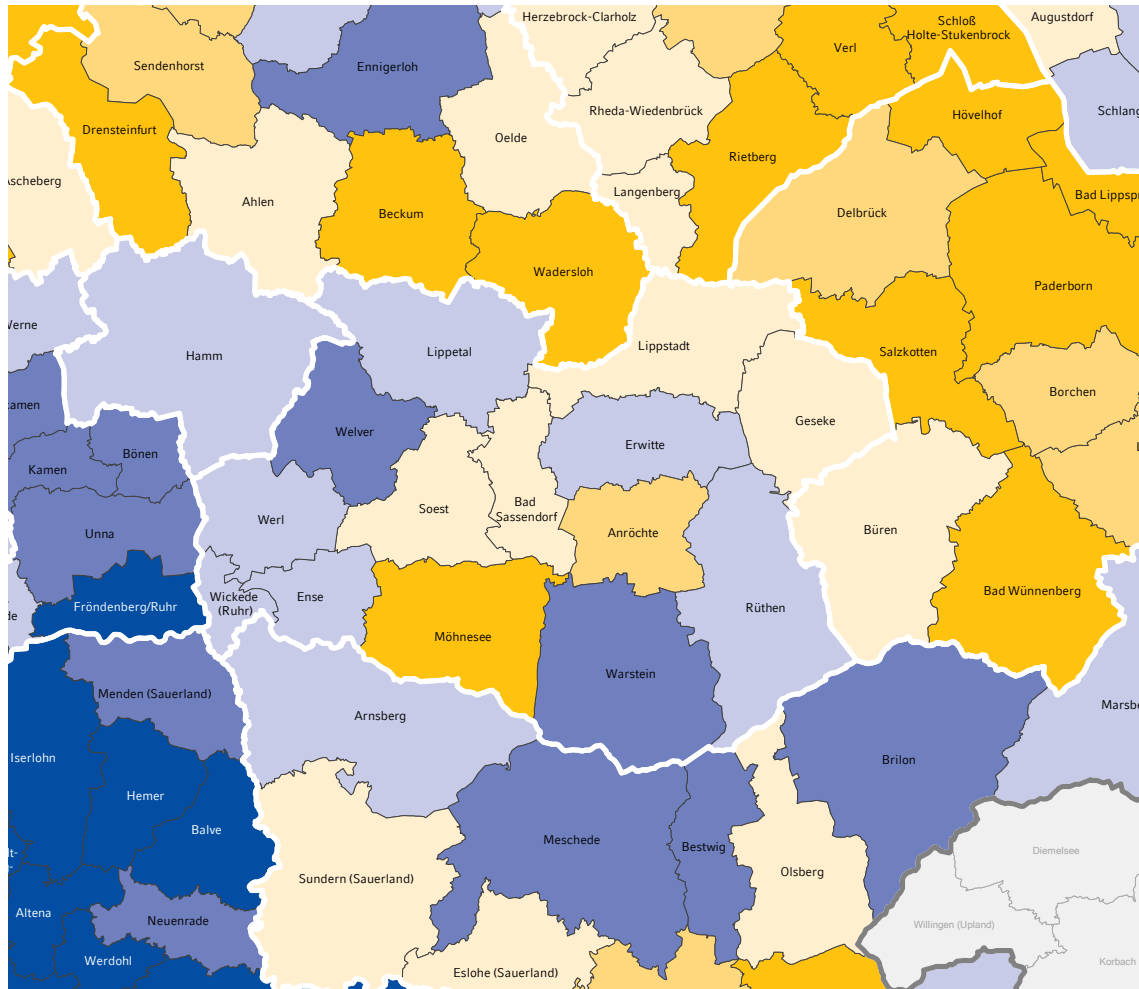 Herzebrock-Clarholz
Augustdorf
Schloß
Holte-Stukenbrock
Verl
Sendenhorst
Ennigerloh
Rheda-Wiedenbrück
Hövelhof
Schlang
Drensteinfurt
Oelde
Rietberg
Ascheberg
Langenberg
Bad Lippspr
Ahlen
Beckum
Delbrück
Wadersloh
Paderborn
Werne
Hamm
Lippetal
Lippstadt
Salzkotten
Borchen
amen
Welver
Geseke
Erwitte
Bönen
Kamen
Bad
Sassendorf
Soest
Werl
Büren
Unna
Anröchte
Bad Wünnenberg
Wickede
(Ruhr)
Ense
Fröndenberg/Ruhr
Rüthen
de
Möhnesee
Warstein
Menden (Sauerland)
Arnsberg
Marsbe
Iserlohn
Brilon
Hemer
Balve
Meschede
Bestwig
Diemelsee
Olsberg
Sundern (Sauerland)
Altena
Neuenrade
Willingen (Upland)
Werdohl
Eslohe (Sauerland)
Korbach